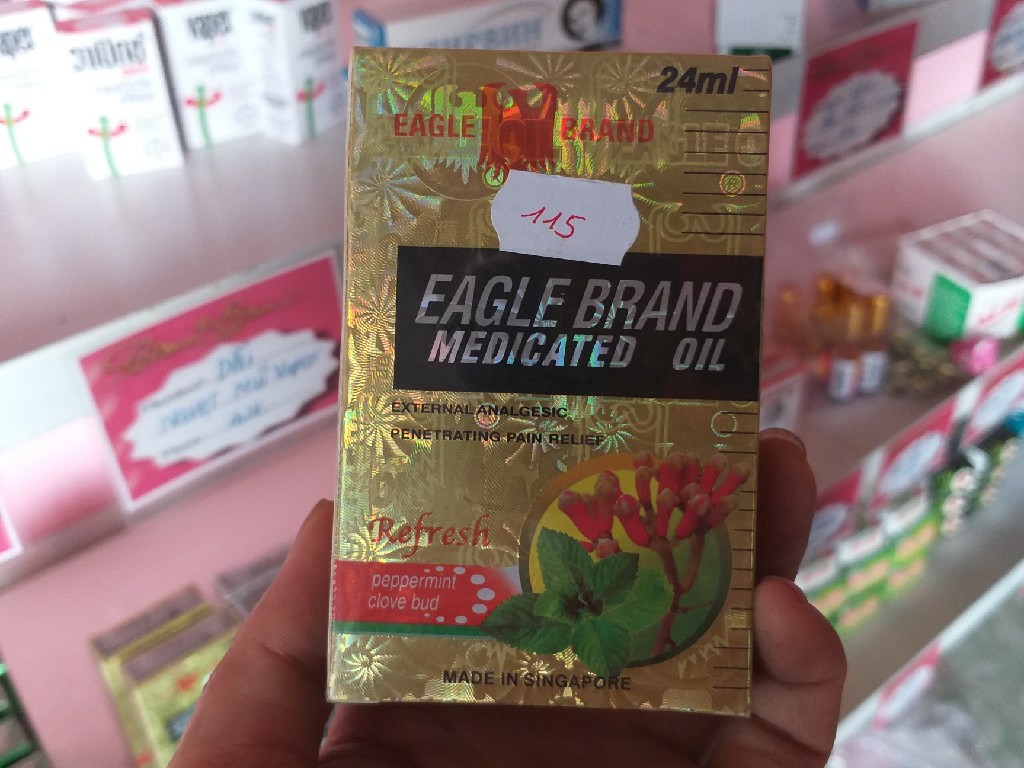 24ml
EAGLE BRAND
115
EAGLE BRAND
MEDICATED OIL
EXTERNAL ANALGESIC
PENETRATING PAIN RELIEF
Refresh
peppermint
clove bud
MADE IN SINGAPORE